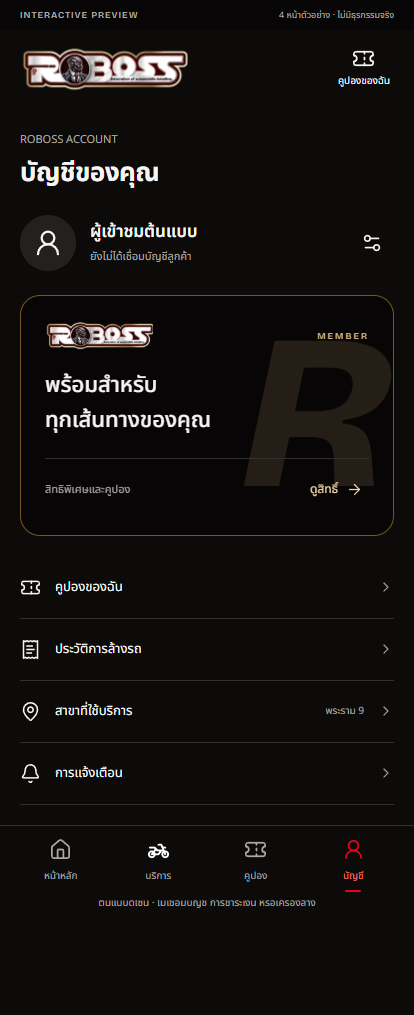 INTERACTIVE PREVIEW
4 หน้าตัวอย่าง · ไม่มีธุรกรรมจริง
ROBOSS
คูปองของฉัน
ROBOSS ACCOUNT
บัญชีของคุณ
ผู้เข้าชมต้นแบบ
ยังไม่ได้เชื่อมบัญชีลูกค้า
ROBOSS
MEMBER
R
พร้อมสำหรับ
ทุกเส้นทางของคุณ
สิทธิพิเศษและคูปอง
ดูสิทธิ์
คูปองของฉัน
ประวัติการล้างรถ
สาขาที่ใช้บริการ
พระราม 9
การแจ้งเตือน
หน้าหลัก
บริการ
คูปอง
บัญชี